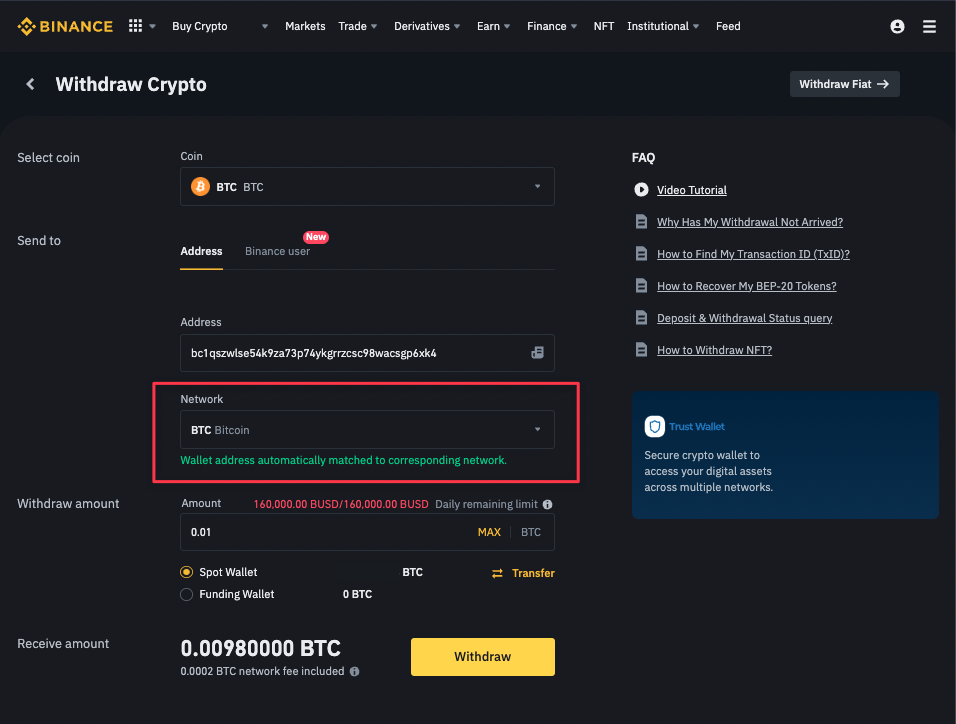 BINANCE
Buy Crypto
Markets
Trade
Derivatives
Earn
Finance
NFT
Institutional
Feed
Withdraw Crypto
Withdraw Fiat →
Select coin
Coin
BTC BTC
Send to
Address
Binance user
New
Address
bc1qszwlse54k9za73p74ykgrrzcsc98wacsgp6xk4
Network
BTC Bitcoin
Wallet address automatically matched to corresponding network.
Withdraw amount
Amount
160,000.00 BUSD/160,000.00 BUSD Daily remaining limit
0.01
MAX
BTC
Spot Wallet
BTC
Transfer
Funding Wallet
0 BTC
Receive amount
0.00980000 BTC
0.0002 BTC network fee included
Withdraw
FAQ
Video Tutorial
Why Has My Withdrawal Not Arrived?
How to Find My Transaction ID (TxID)?
How to Recover My BEP-20 Tokens?
Deposit & Withdrawal Status query
How to Withdraw NFT?
Trust Wallet
Secure crypto wallet to
access your digital assets
across multiple networks.